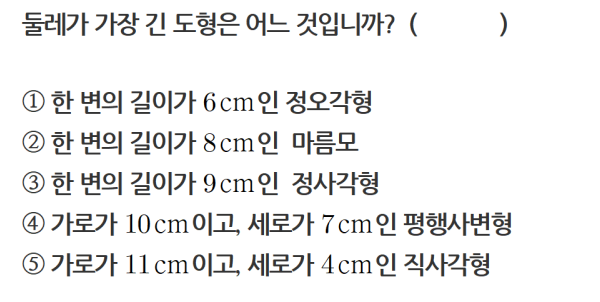 둘레가 가장 긴 도형은 어느 것입니까? (          )
① 한 변의 길이가 6cm인 정오각형
② 한 변의 길이가 8cm인 마름모
③ 한 변의 길이가 9cm인 정사각형
④ 가로가 10cm이고, 세로가 7cm인 평행사변형
⑤ 가로가 11cm이고, 세로가 4cm인 직사각형